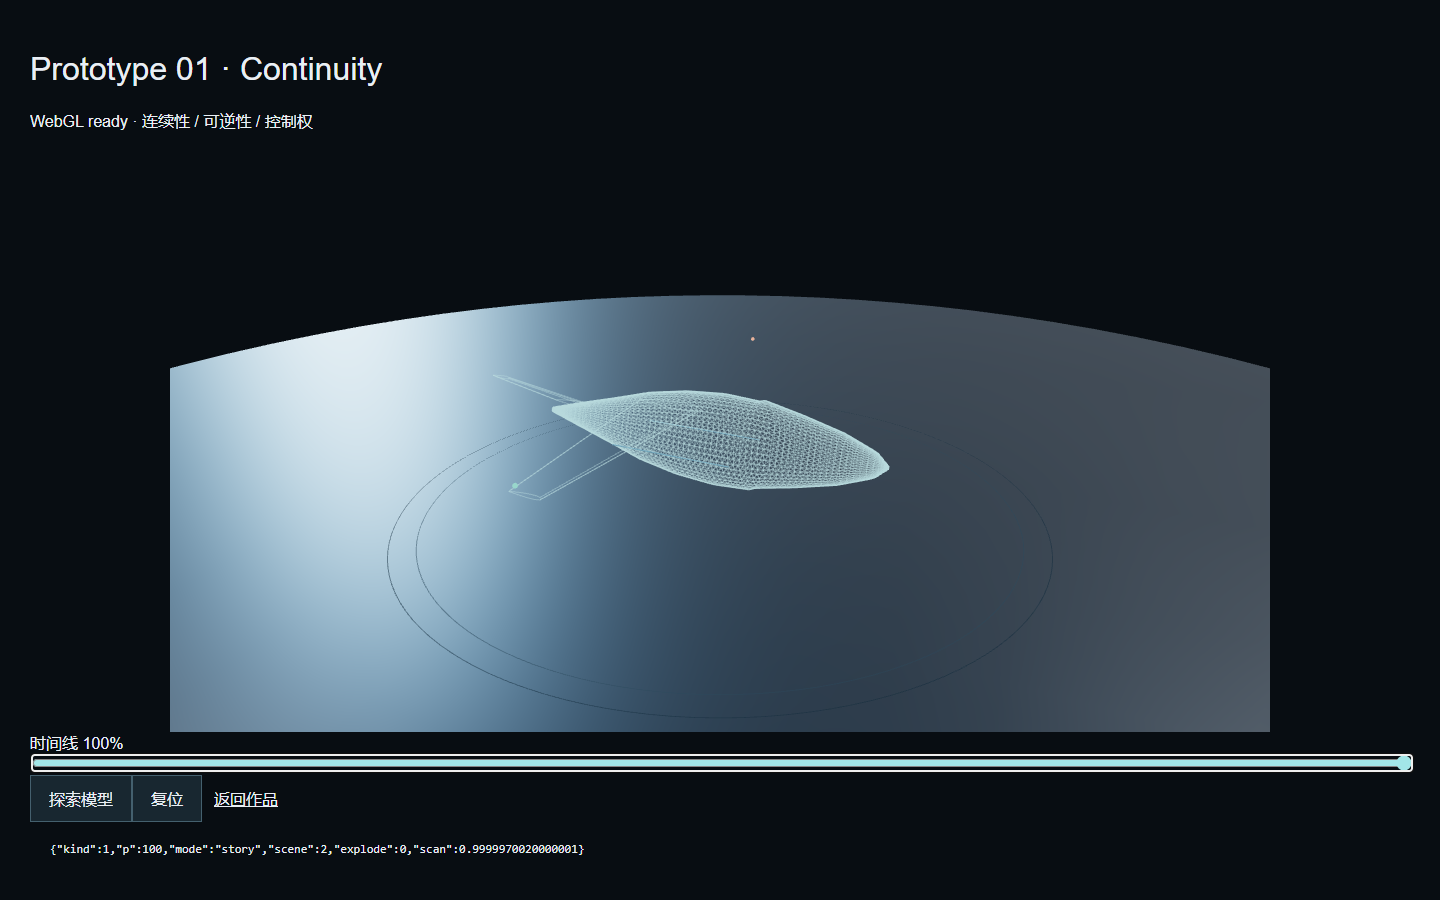 Prototype 01 · Continuity
WebGL ready · 连续性 / 可逆性 / 控制权
时间线 100%
探索模型 复位 返回作品
{"kind":1,"p":100,"mode":"story","scene":2,"explode":0,"scan":0.9999970020000001}